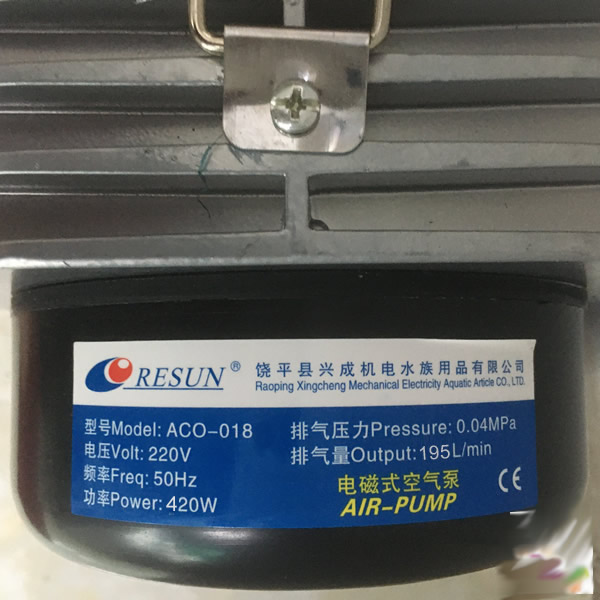 RESUN®
饶平县兴成机电水族用品有限公司
Raoping Xingcheng Mechanical Electricity Aquatic Article CO., LTD.
型号Model: ACO-018
排气压力Pressure: 0.04MPa
电压Volt: 220V
排气量Output: 195L/min
频率Freq: 50Hz
功率Power: 420W
电磁式空气泵
AIR-PUMP
CE